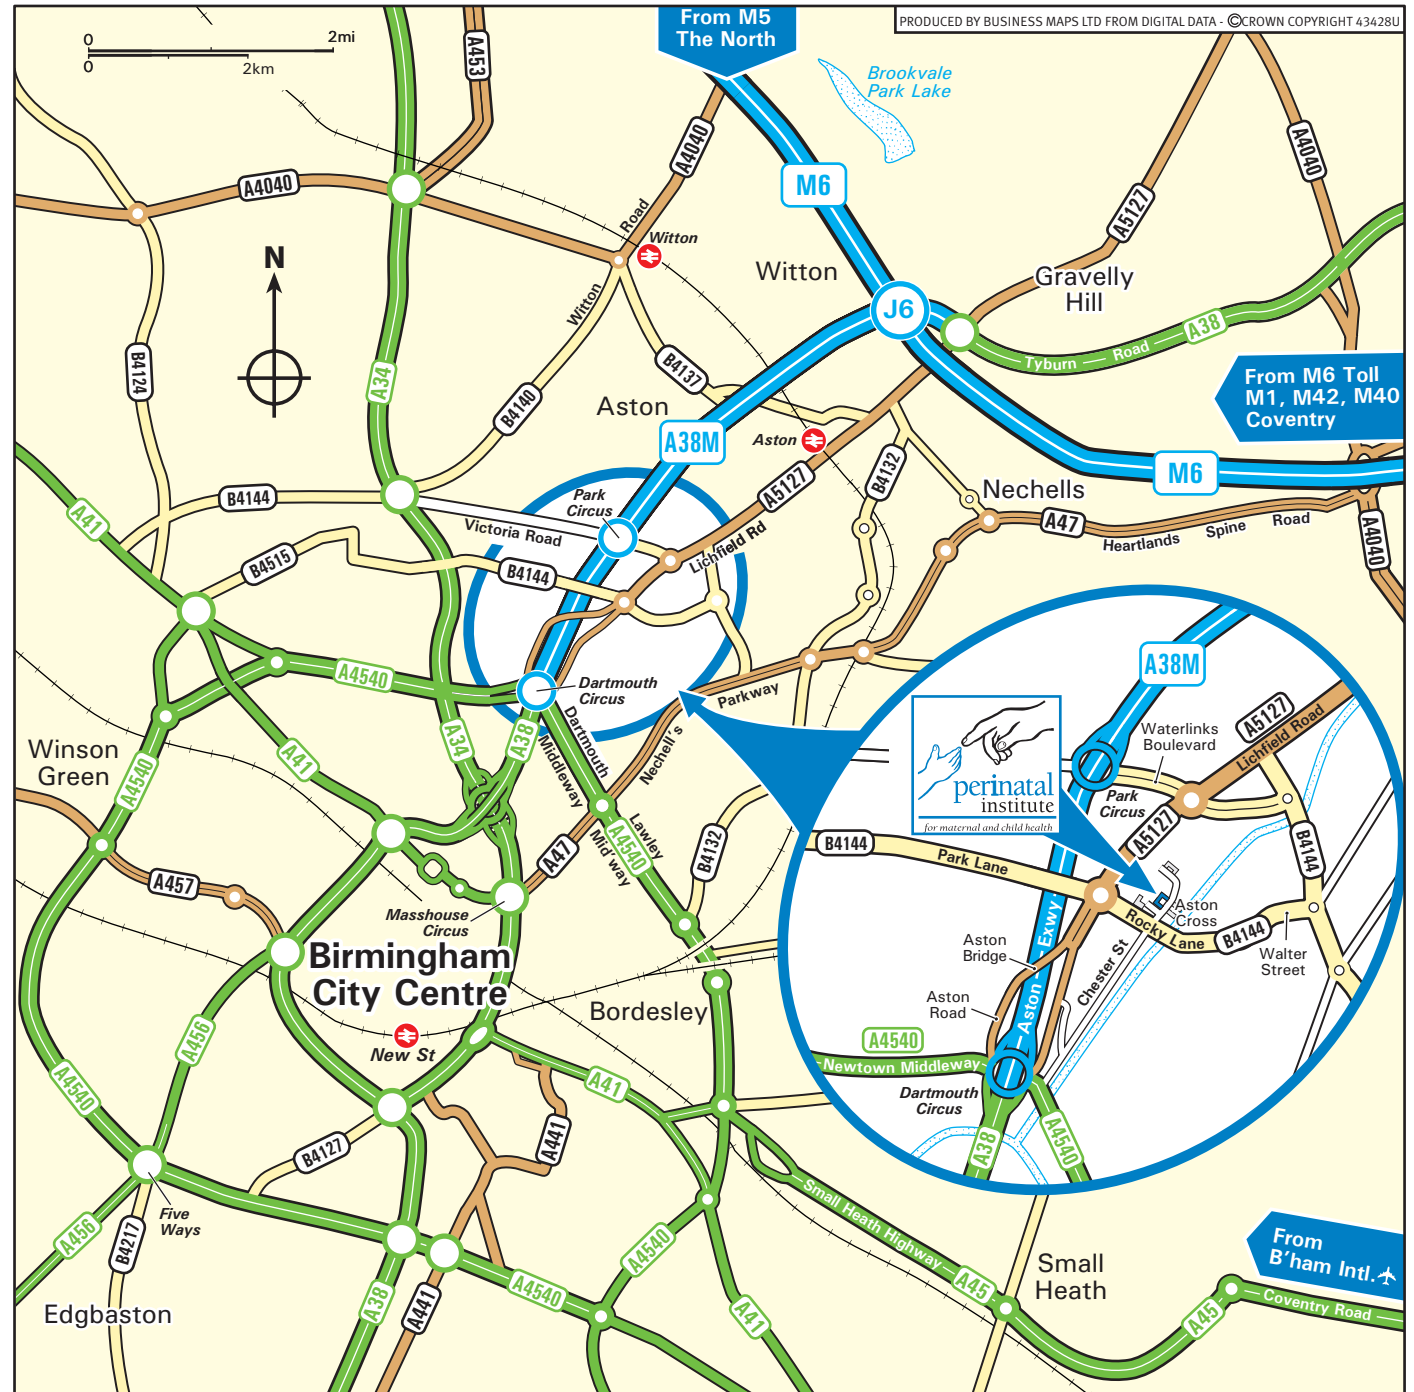 From M5
The North
PRODUCED BY BUSINESS MAPS LTD FROM DIGITAL DATA - ©CROWN COPYRIGHT 43428U
0
2mi
0
2km
A453
Brookvale
Park Lake
A4040
A4040
A4040
M6
A5127
Road
Witton
Witton
Witton
N
Gravelly
Hill
J6
A38
Tyburn
Road
B4124
A34
B4137
B4140
From M6 Toll
M1, M42, M40
Coventry
Aston
A38M
Aston
M6
B4132
Nechells
A5127
Park
Circus
B4144
A41
Victoria Road
Lichfield Rd
A47
Heartlands
Spine
Road
A4040
B4515
B4144
A4540
Dartmouth
Circus
Parkway
Nechell's
A38M
A34
A38
Dartmouth
Middleway
A41
Winson
Green
A4540
perinatal
institute
for maternal and child health
Waterlinks
Boulevard
A5127
Lichfield Road
Park
Circus
A5127
B4144
Park Lane
B4144
Lawley
Mid'way
A4540
B4132
A47
A457
Masshouse
Circus
Birmingham
City Centre
Aston
Cross
Rocky Lane
B4144
Walter
Street
Aston
Bridge
Aston
Exwy
Chester St
Aston
Road
Bordesley
New St
A456
A4540
Newtown Middleway
Dartmouth
Circus
A38
A4540
A4540
A41
A441
B4127
Five
Ways
A456
B4217
Small Heath Highway
A4540
A45
Small
Heath
From
B'ham Intl.
Coventry Road
A45
Edgbaston
A38
A441
A4540
A41